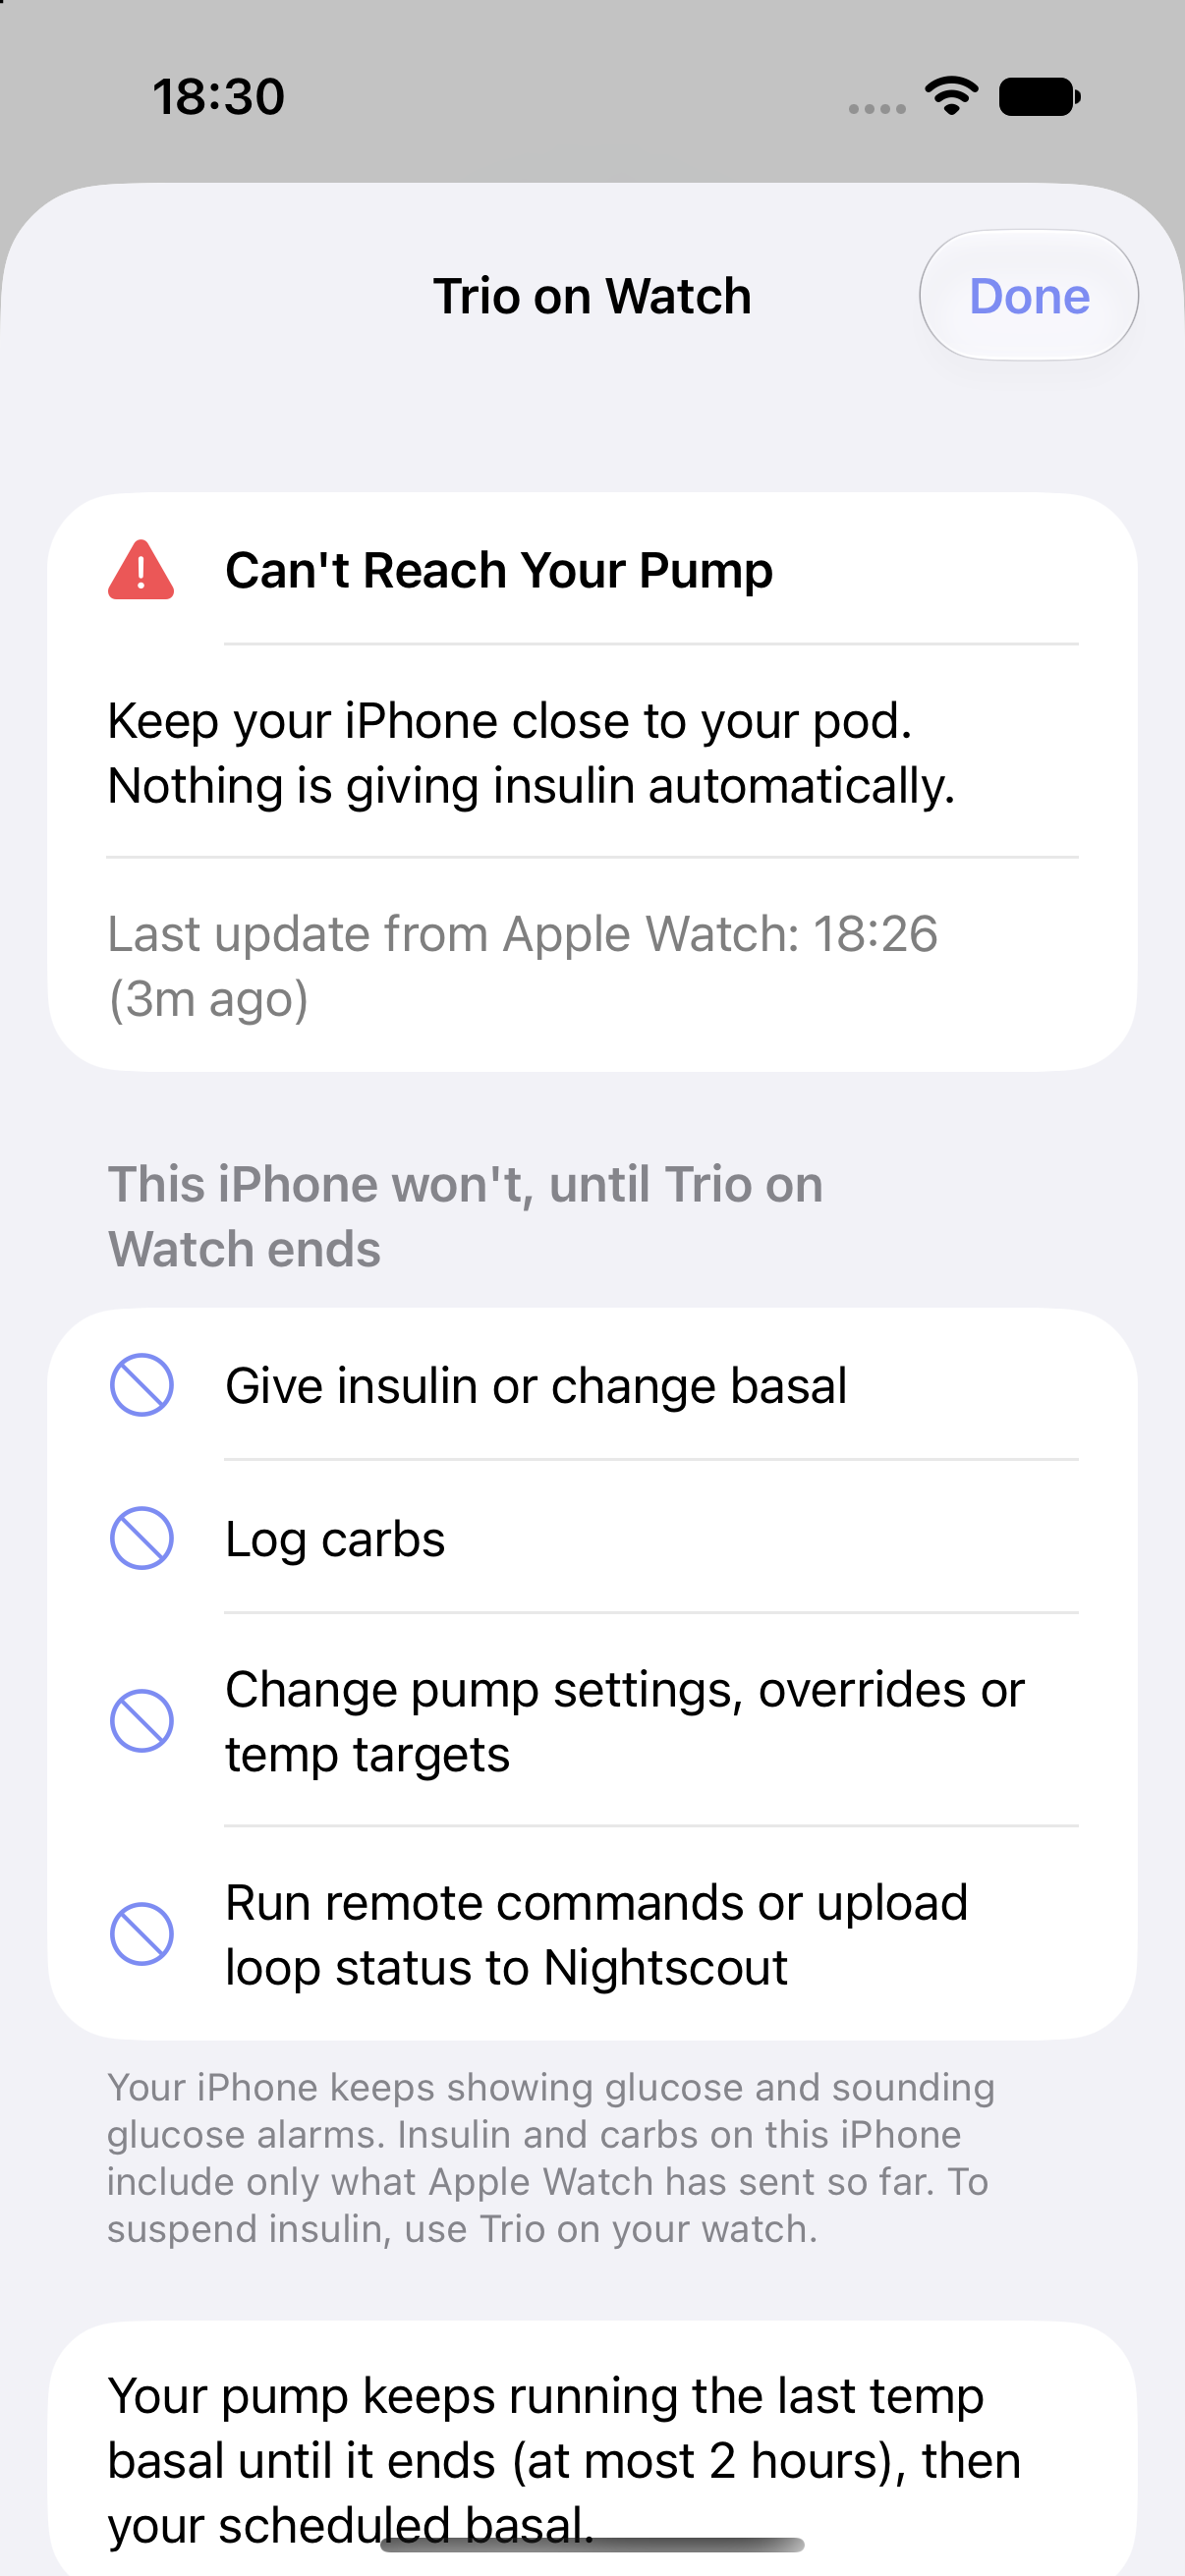 18:30
Trio on Watch
Done
Can't Reach Your Pump
Keep your iPhone close to your pod.
Nothing is giving insulin automatically.
Last update from Apple Watch: 18:26
(3m ago)
This iPhone won't, until Trio on
Watch ends
Give insulin or change basal
Log carbs
Change pump settings, overrides or
temp targets
Run remote commands or upload
loop status to Nightscout
Your iPhone keeps showing glucose and sounding
glucose alarms. Insulin and carbs on this iPhone
include only what Apple Watch has sent so far. To
suspend insulin, use Trio on your watch.
Your pump keeps running the last temp
basal until it ends (at most 2 hours), then
your scheduled basal.